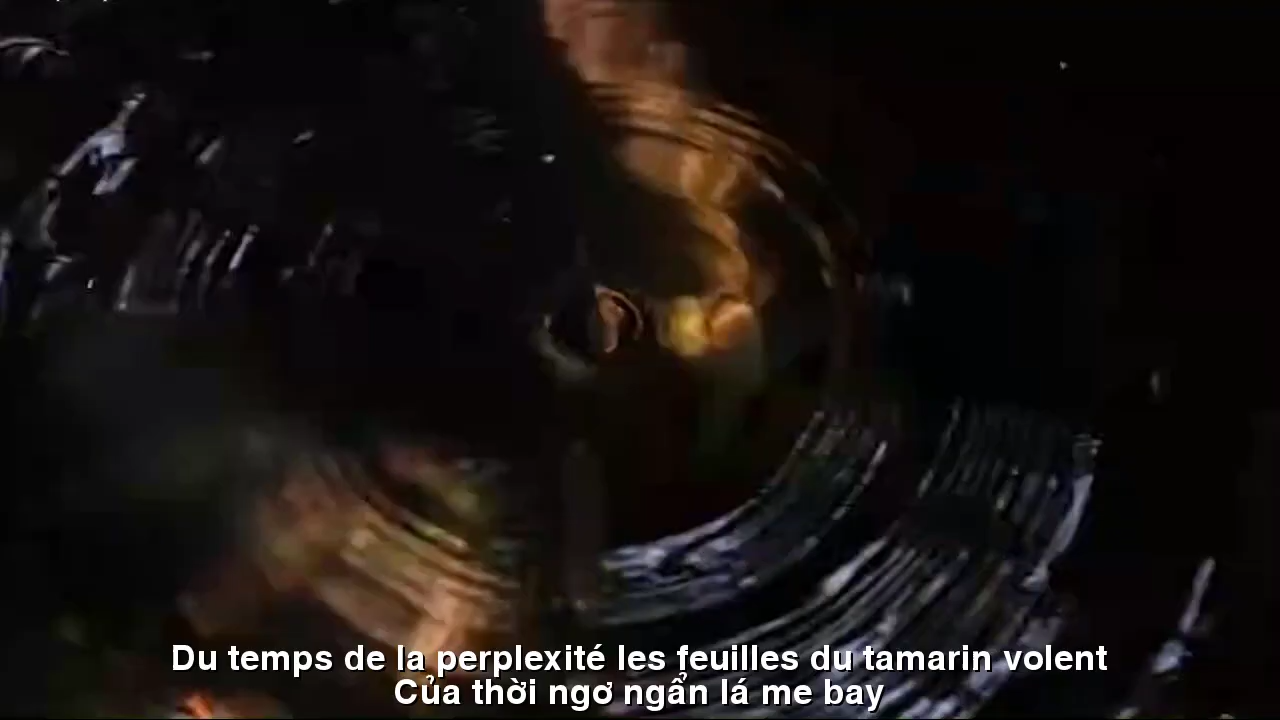 Du temps de la perplexité les feuilles du tamarin volent
Của thời ngơ ngẩn lá me bay